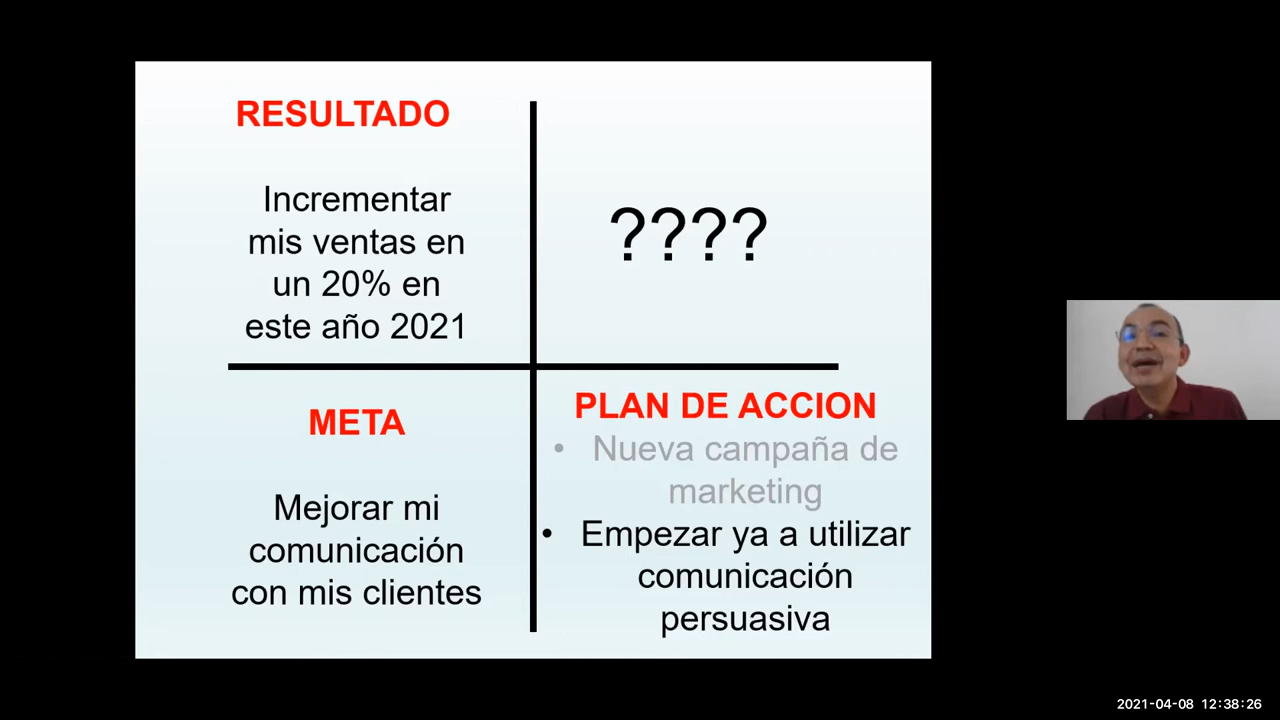 RESULTADO
Incrementar
mis ventas en
un 20% en
este año 2021
????
META
Mejorar mi
comunicación
con mis clientes
PLAN DE ACCION
• Nueva campaña de
marketing
• Empezar ya a utilizar
comunicación
persuasiva
2021-04-08 12:38:26